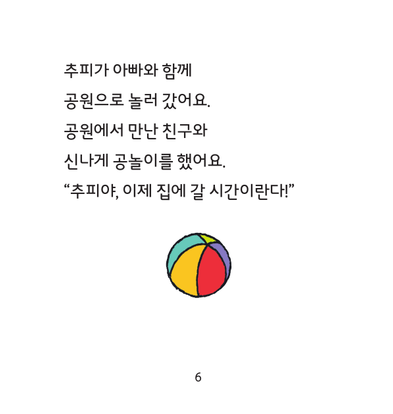 추피가 아빠와 함께
공원으로 놀러 갔어요.
공원에서 만난 친구와
신나게 공놀이를 했어요.
“추피야, 이제 집에 갈 시간이란다!”
6